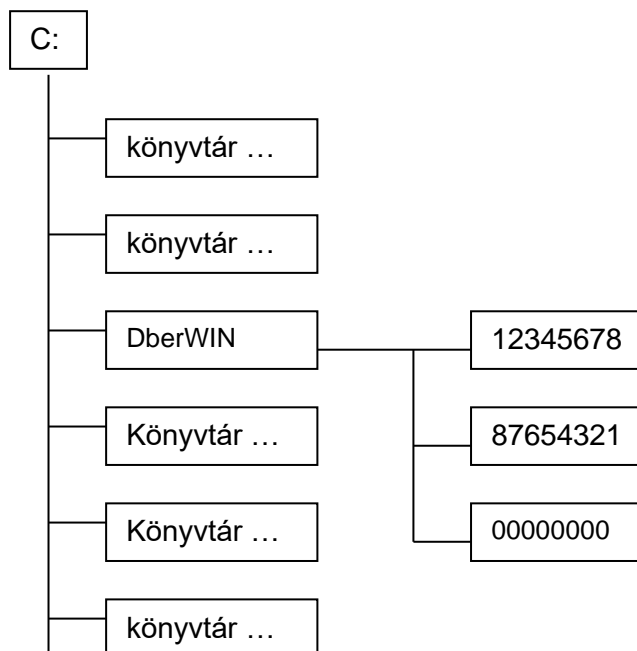 C:
könyvtár …
könyvtár …
DberWIN
12345678
Könyvtár …
87654321
Könyvtár …
00000000
könyvtár …